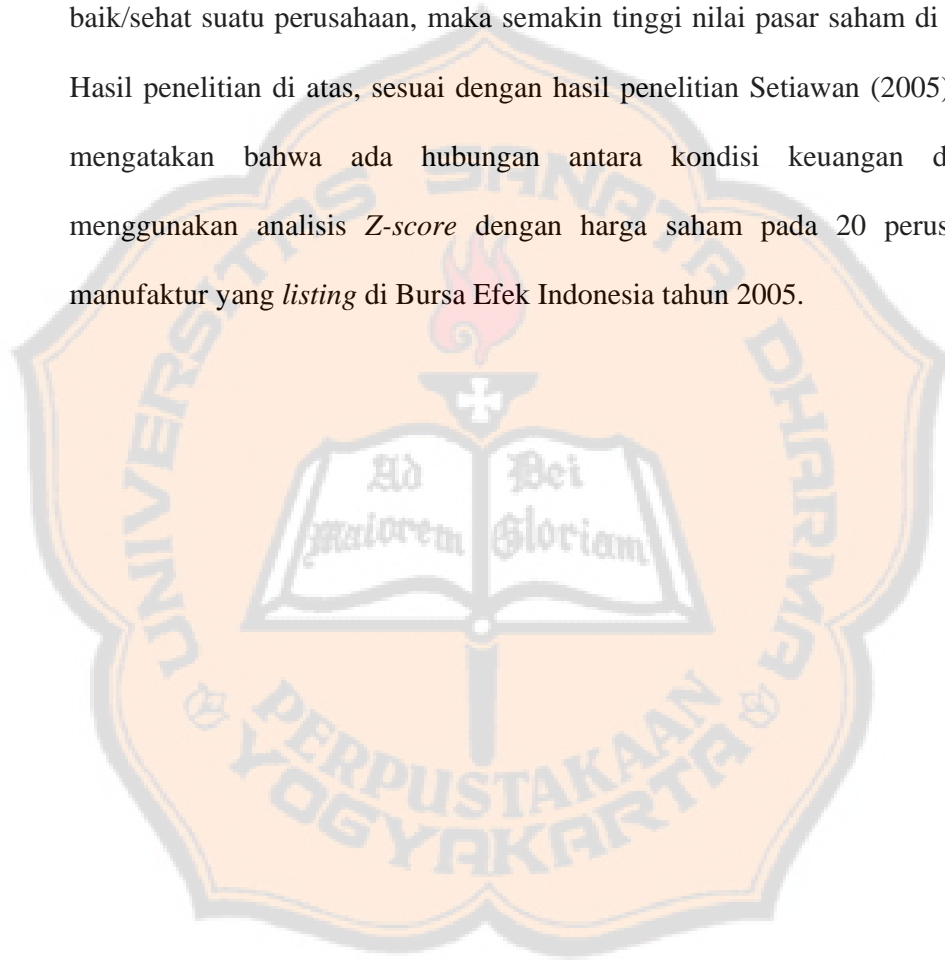 baik/sehat suatu perusahaan, maka semakin tinggi nilai pasar saham di
Hasil penelitian di atas, sesuai dengan hasil penelitian Setiawan (2005)
mengatakan bahwa ada hubungan antara kondisi keuangan d
menggunakan analisis Z-score dengan harga saham pada 20 perus
manufaktur yang listing di Bursa Efek Indonesia tahun 2005.
UNIVERSITAS SANATA DHARMA
Ad Dei
maiorem Gloriam
PERPUSTAKAAN
YOGYAKARTA